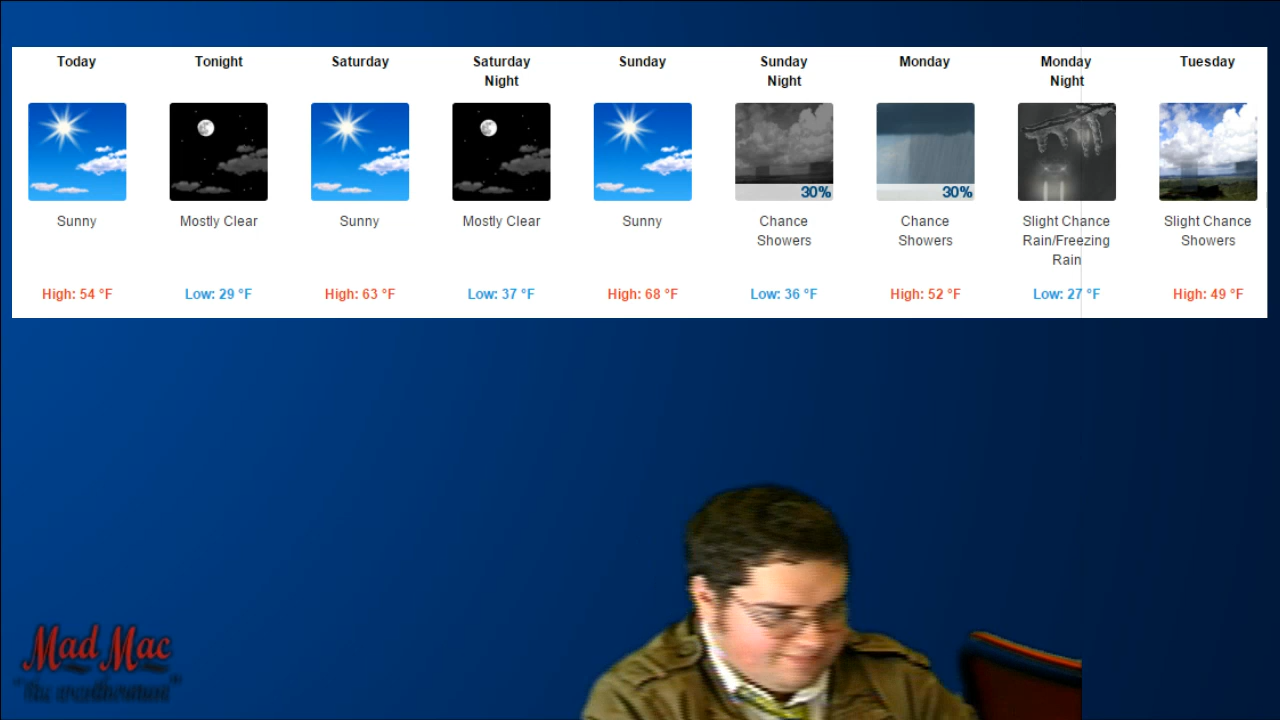 Today
Tonight
Saturday
Saturday
Night
Sunday
Sunday
Night
Monday
Monday
Night
Tuesday
30%
30%
Sunny
Mostly Clear
Sunny
Mostly Clear
Sunny
Chance
Showers
Chance
Showers
Slight Chance
Rain/Freezing
Rain
Slight Chance
Showers
High: 54 °F
Low: 29 °F
High: 63 °F
Low: 37 °F
High: 68 °F
Low: 36 °F
High: 52 °F
Low: 27 °F
High: 49 °F
Mad Mac